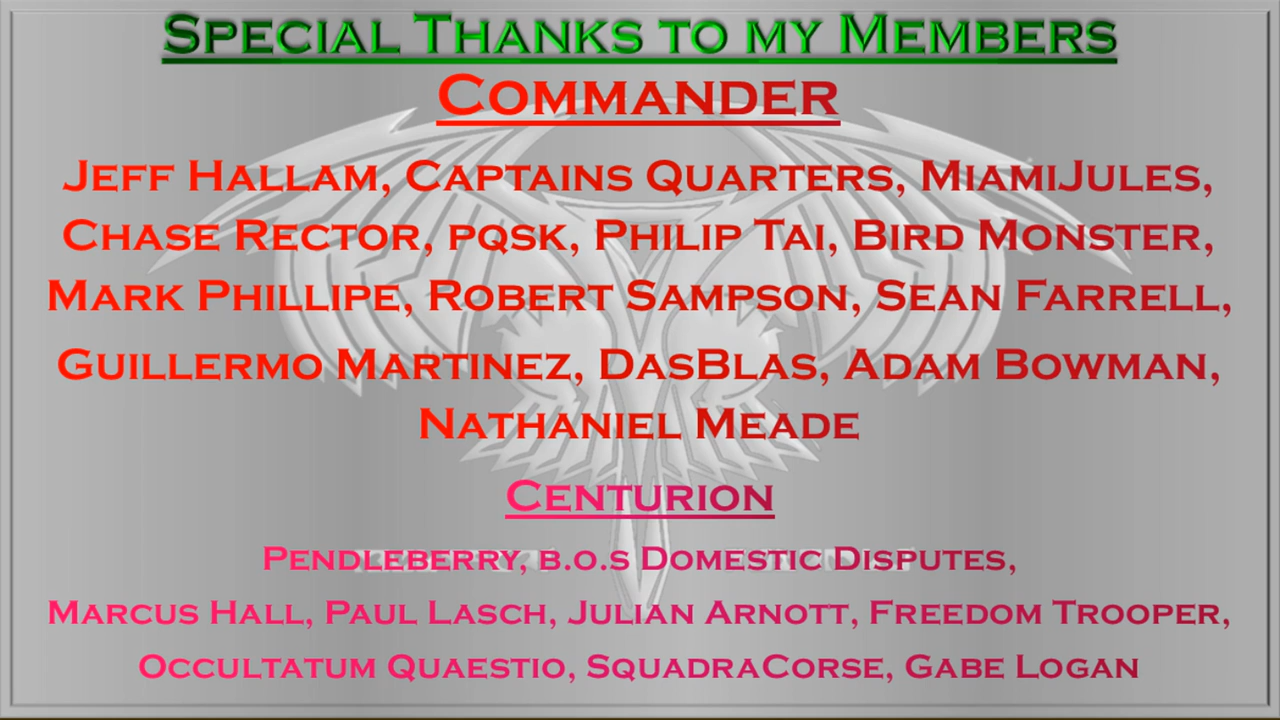 Special Thanks to my Members
Commander
Jeff Hallam, Captains Quarters, MiamiJules,
Chase Rector, pqsk, Philip Tai, Bird Monster,
Mark Phillipe, Robert Sampson, Sean Farrell,
Guillermo Martinez, DasBlas, Adam Bowman,
Nathaniel Meade
Centurion
Pendleberry, b.o.s Domestic Disputes,
Marcus Hall, Paul Lasch, Julian Arnott, Freedom Trooper,
Occultatum Quaestio, SquadraCorse, Gabe Logan